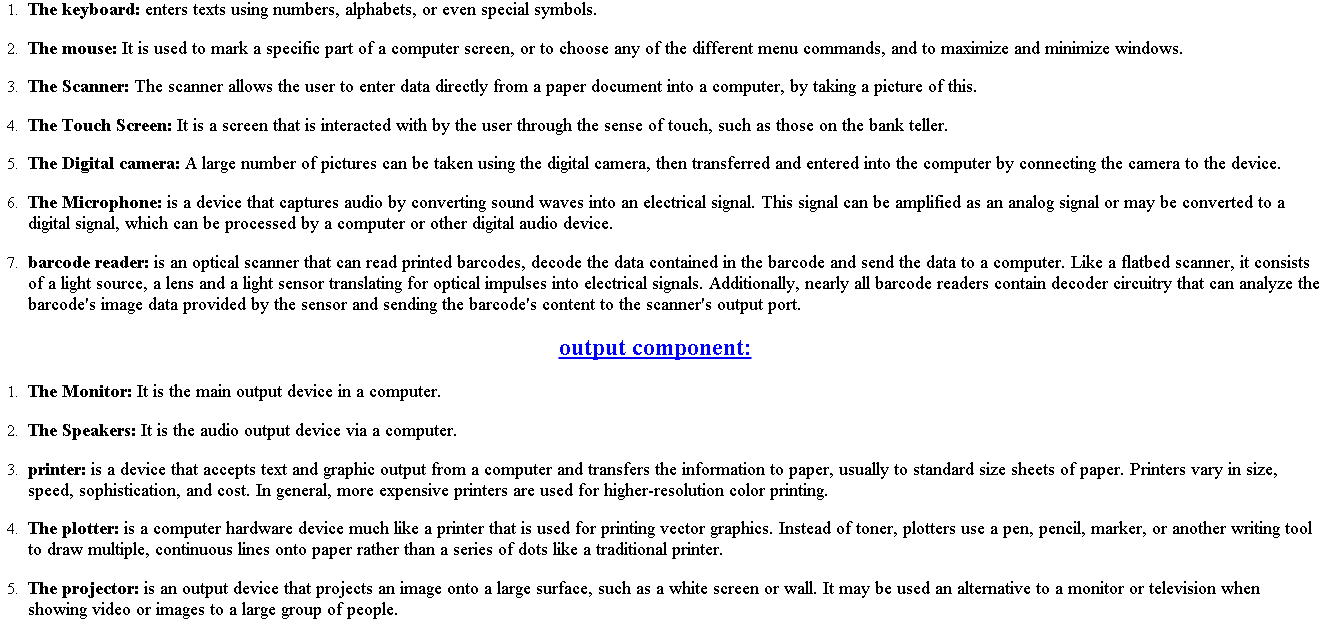 1. The keyboard: enters texts using numbers, alphabets, or even special symbols.
2. The mouse: It is used to mark a specific part of a computer screen, or to choose any of the different menu commands, and to maximize and minimize windows.
3. The Scanner: The scanner allows the user to enter data directly from a paper document into a computer, by taking a picture of this.
4. The Touch Screen: It is a screen that is interacted with by the user through the sense of touch, such as those on the bank teller.
5. The Digital camera: A large number of pictures can be taken using the digital camera, then transferred and entered into the computer by connecting the camera to the device.
6. The Microphone: is a device that captures audio by converting sound waves into an electrical signal. This signal can be amplified as an analog signal or may be converted to a
digital signal, which can be processed by a computer or other digital audio device.
7. barcode reader: is an optical scanner that can read printed barcodes, decode the data contained in the barcode and send the data to a computer. Like a flatbed scanner, it consists
of a light source, a lens and a light sensor translating for optical impulses into electrical signals. Additionally, nearly all barcode readers contain decoder circuitry that can analyze the
barcode's image data provided by the sensor and sending the barcode's content to the scanner's output port.
output component:
1. The Monitor: It is the main output device in a computer.
2. The Speakers: It is the audio output device via a computer.
3. printer: is a device that accepts text and graphic output from a computer and transfers the information to paper, usually to standard size sheets of paper. Printers vary in size,
speed, sophistication, and cost. In general, more expensive printers are used for higher-resolution color printing.
4. The plotter: is a computer hardware device much like a printer that is used for printing vector graphics. Instead of toner, plotters use a pen, pencil, marker, or another writing tool
to draw multiple, continuous lines onto paper rather than a series of dots like a traditional printer.
5. The projector: is an output device that projects an image onto a large surface, such as a white screen or wall. It may be used an alternative to a monitor or television when
showing video or images to a large group of people.